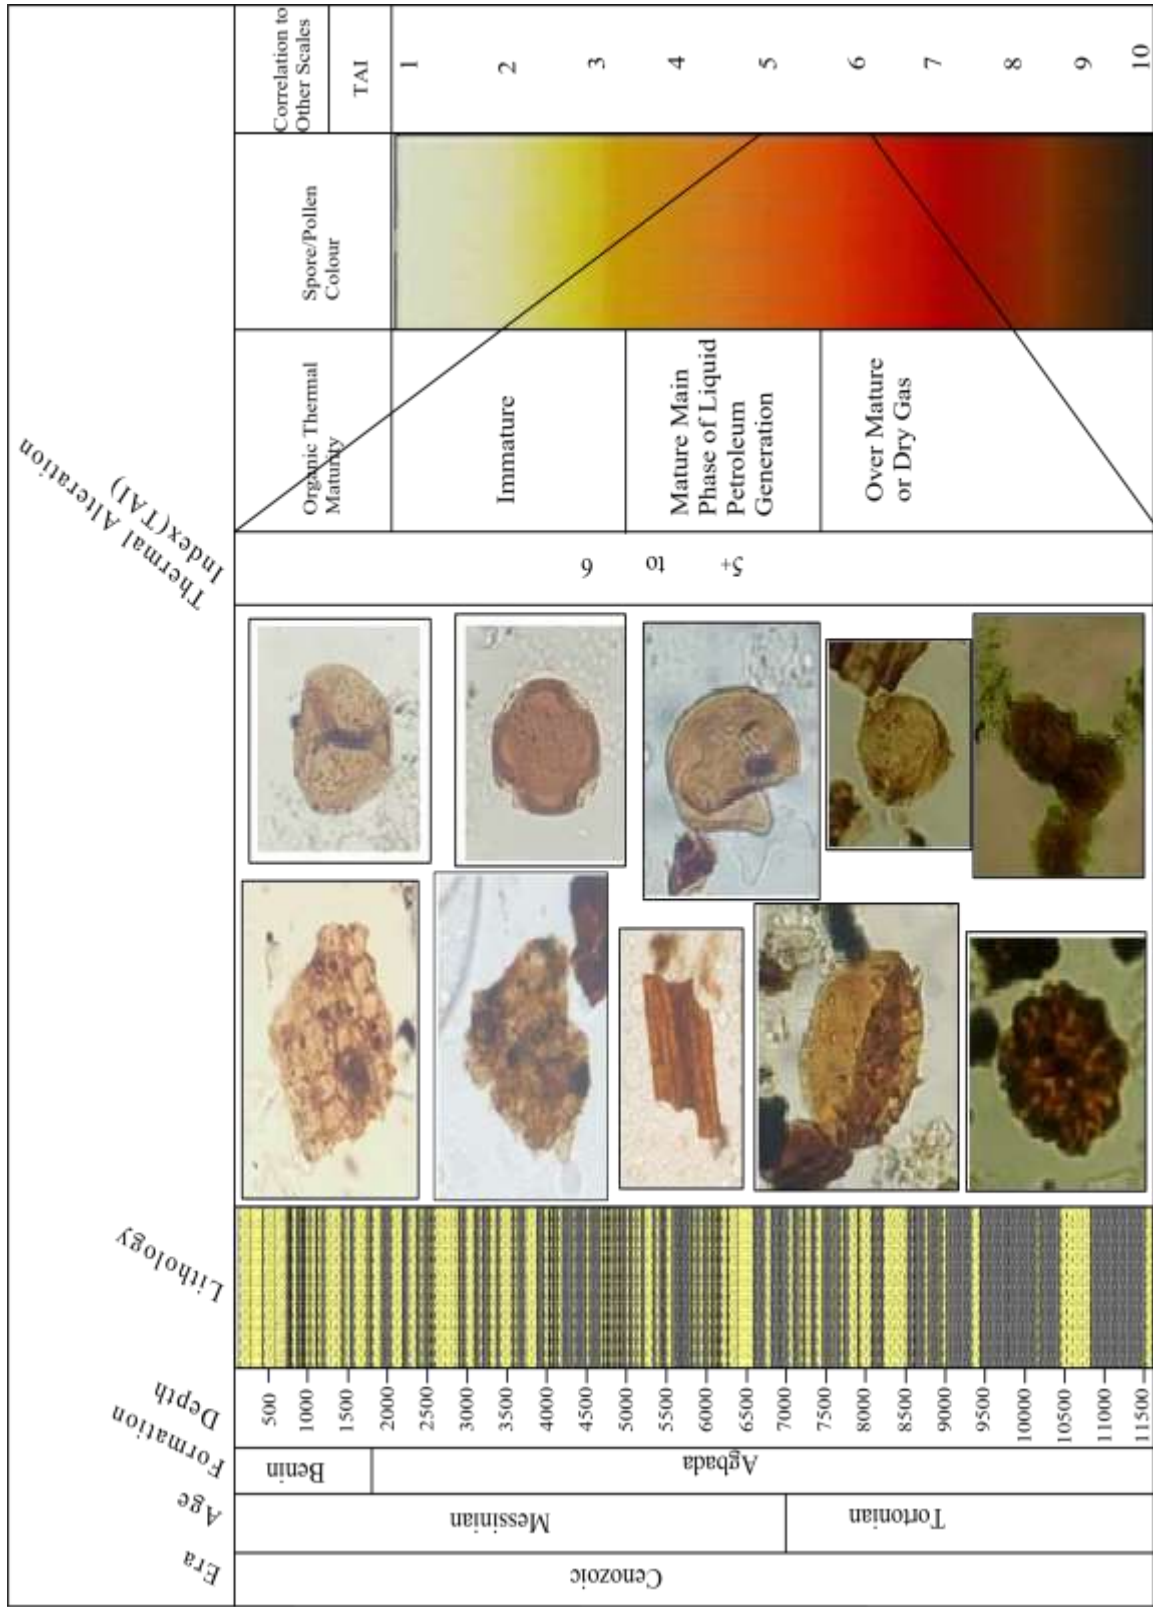 Era
Age
Formation
Depth
Lithology
Thermal Alteration
Index(TAI)
Cenozoic
Messinian
Tortonian
Benin
Agbada
500
1000
1500
2000
2500
3000
3500
4000
4500
5000
5500
6000
6500
7000
7500
8000
8500
9000
9500
10000
10500
11000
11500
5+ to 6
Organic Thermal
Maturity
Immature
Mature Main
Phase of Liquid
Petroleum
Generation
Over Mature
or Dry Gas
Spore/Pollen
Colour
Correlation to
Other Scales
TAI
1
2
3
4
5
6
7
8
9
10